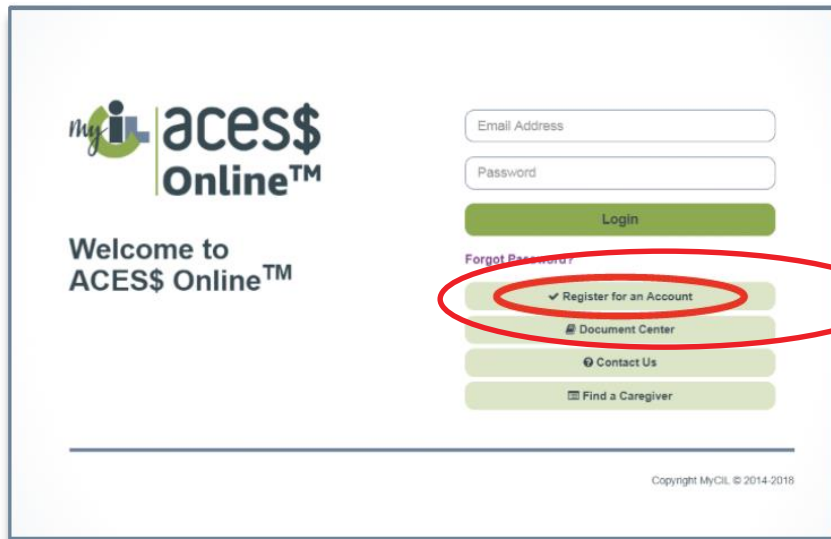 my CiL aces$
Online™
Welcome to
ACES$ Online™
Email Address
Password
Login
Forgot Password?
Register for an Account
Document Center
Contact Us
Find a Caregiver
Copyright MyCIL © 2014-2018